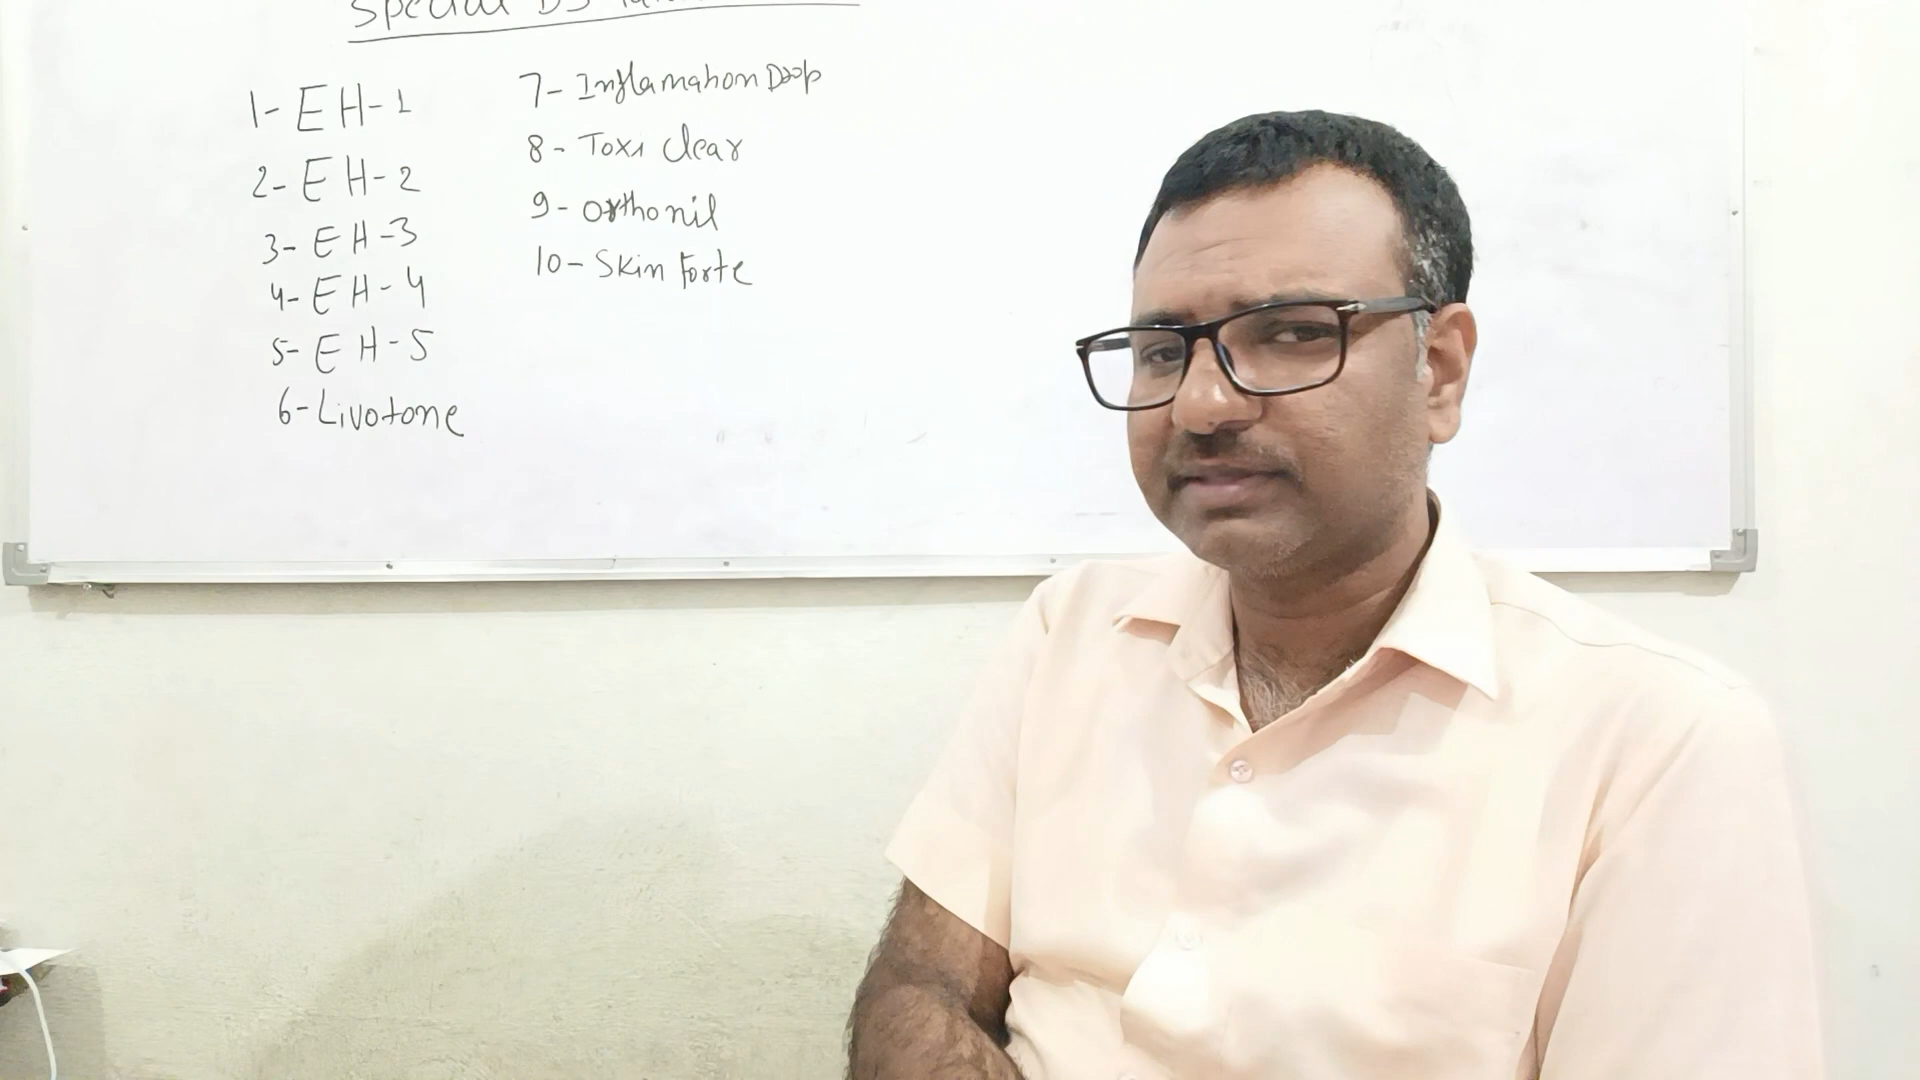 Special
1- EH-1
2- EH-2
3- EH-3
4- EH-4
5- EH-5
6- Livotone
7- Inflamation Drop
8- Toxi Clear
9- Orthonil
10- Skin Forte